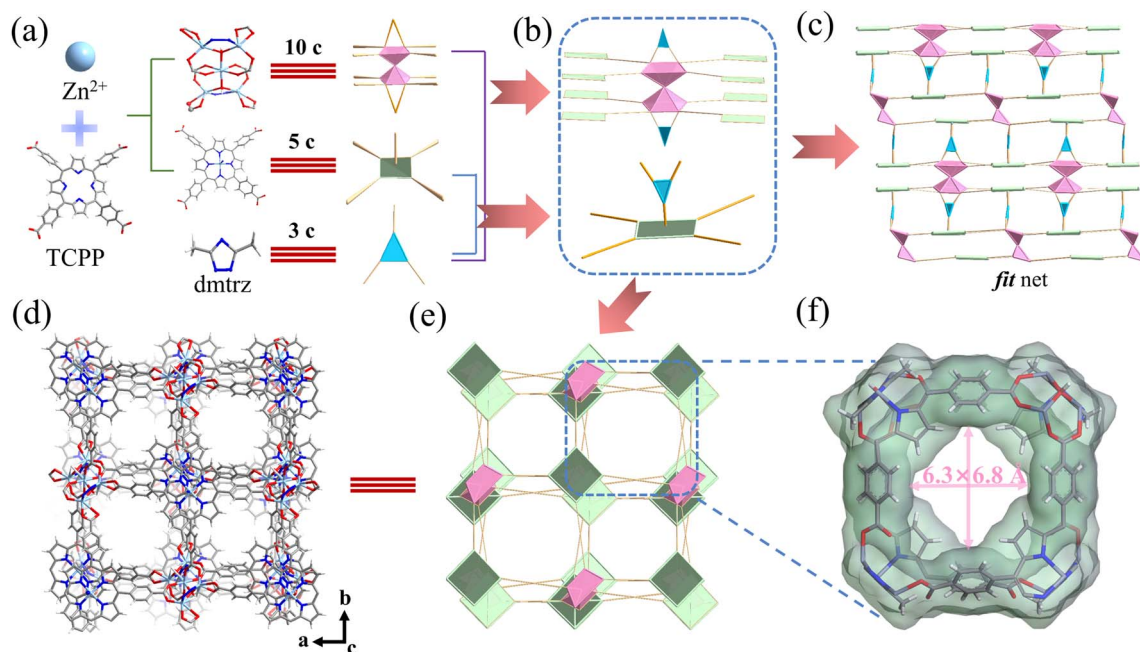 (a)
Zn2+
TCPP
10 c
5 c
3 c
dmtrz
(b)
(c)
fit net
(d)
b
a
c
(e)
(f)
6.3×6.8 Å